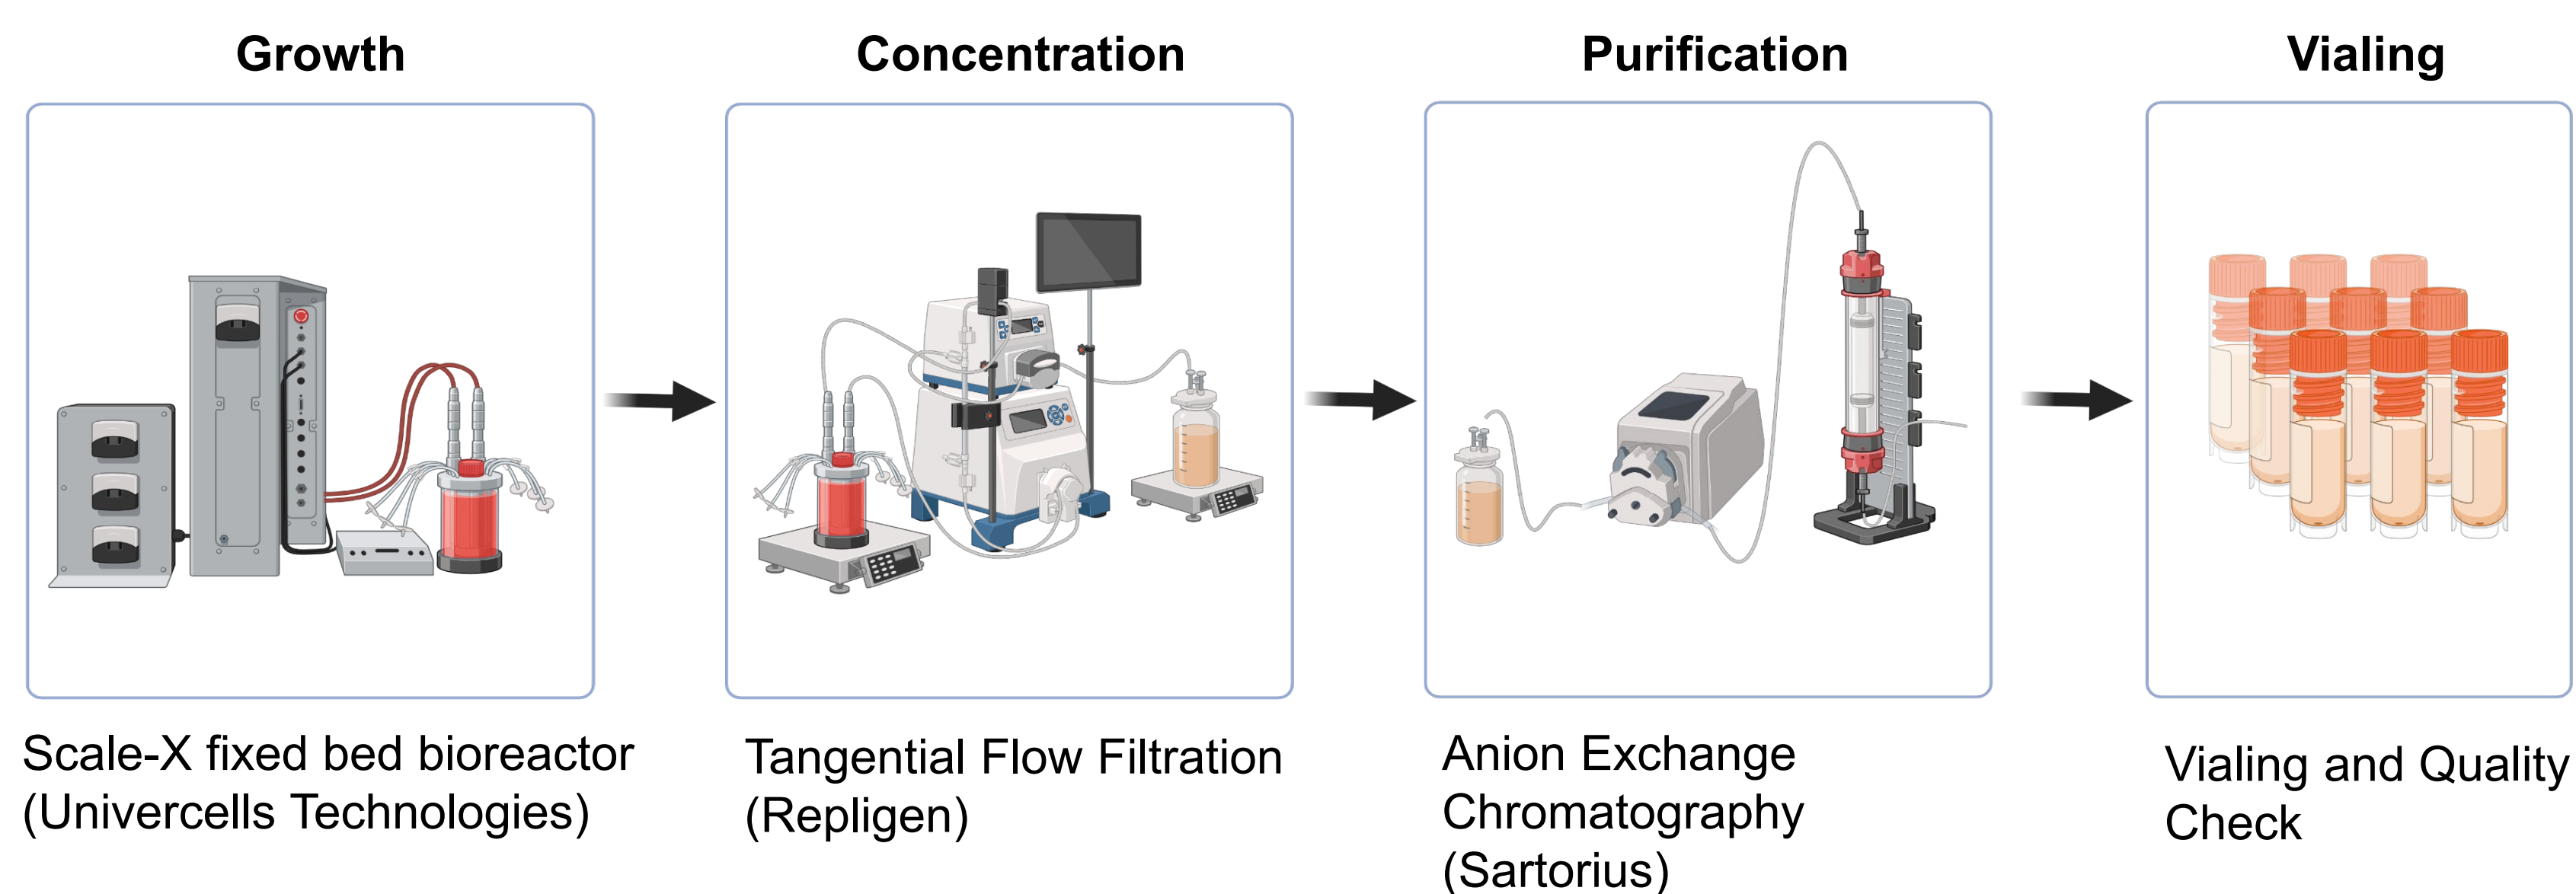 Growth
Concentration
Purification
Vialing
Scale-X fixed bed bioreactor
(Univercells Technologies)
Tangential Flow Filtration
(Repligen)
Anion Exchange
Chromatography
(Sartorius)
Vialing and Quality
Check